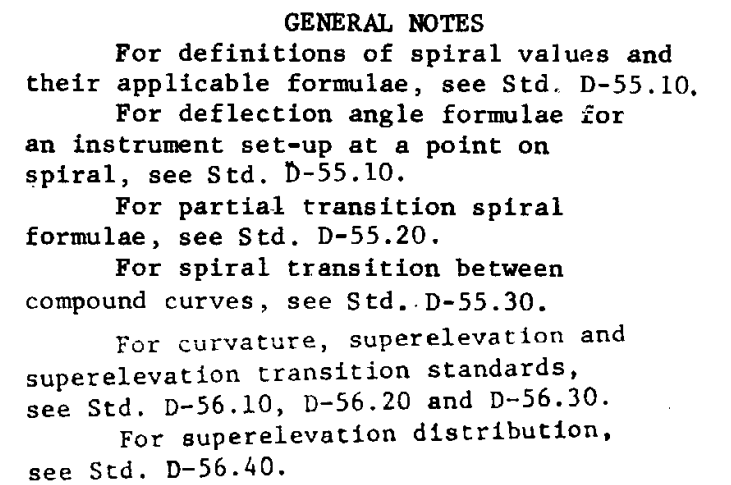 GENERAL NOTES
For definitions of spiral values and
their applicable formulae, see Std. D-55.10.
For deflection angle formulae for
an instrument set-up at a point on
spiral, see Std. D-55.10.
For partial transition spiral
formulae, see Std. D-55.20.
For spiral transition between
compound curves, see Std. D-55.30.
For curvature, superelevation and
superelevation transition standards,
see Std. D-56.10, D-56.20 and D-56.30.
For superelevation distribution,
see Std. D-56.40.